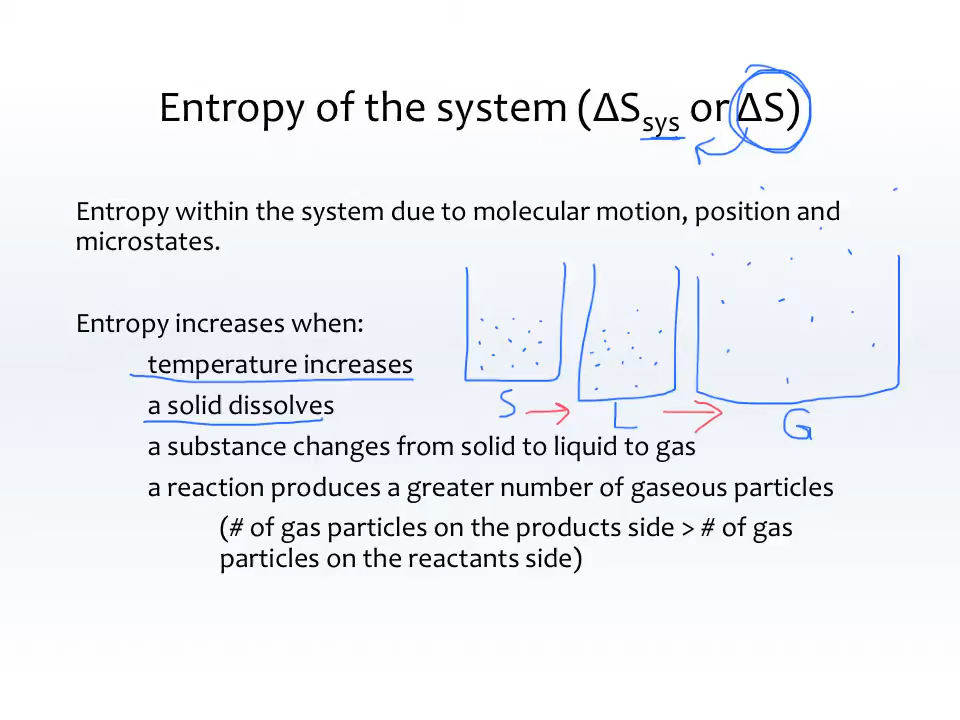 Entropy of the system (ΔSsys or ΔS)
Entropy within the system due to molecular motion, position and
microstates.
Entropy increases when:
temperature increases
a solid dissolves
S L G
a substance changes from solid to liquid to gas
a reaction produces a greater number of gaseous particles
(# of gas particles on the products side > # of gas
particles on the reactants side)